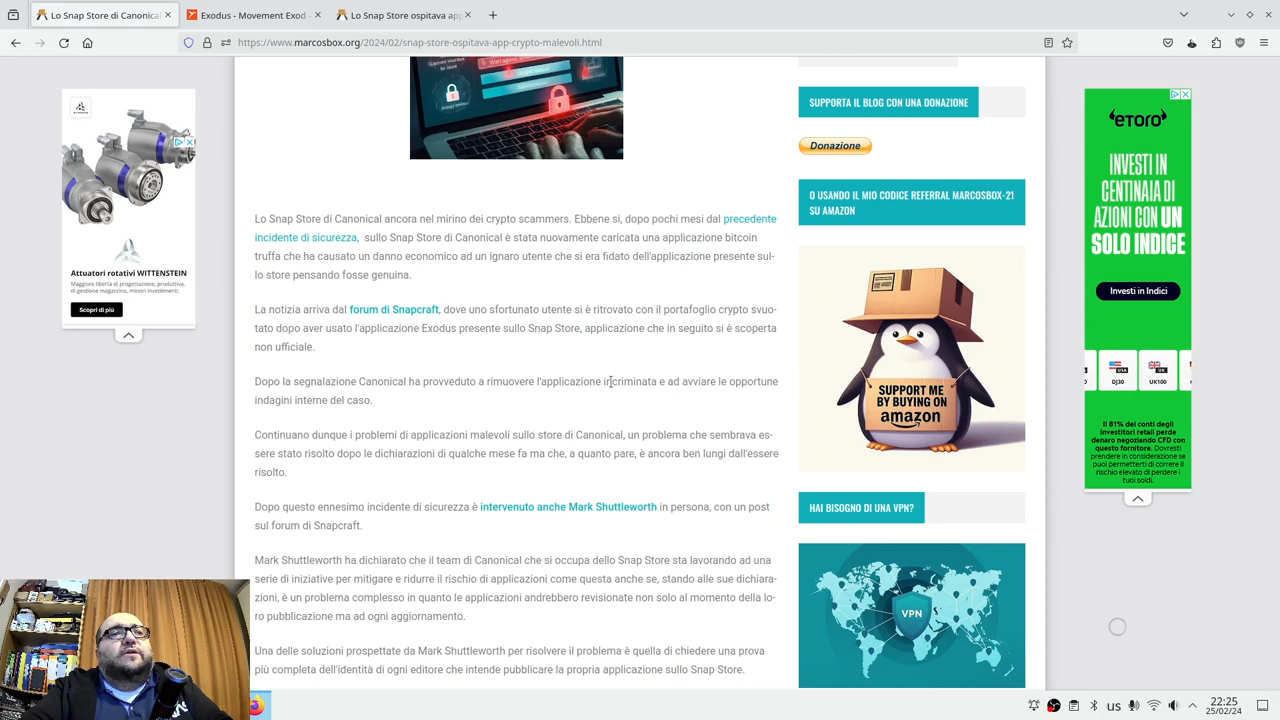 Lo Snap Store di Canonical
Exodus - Movement Exod
Lo Snap Store ospitava app
https://www.marcosbox.org/2024/02/snap-store-ospitava-app-crypto-malevoli.html
Attuatori rotativi WITTENSTEIN
Maggiore libertà di progettazione, produttiva,
di gestione magazzino, minori investimenti.
Scopri di più
Lo Snap Store di Canonical ancora nel mirino dei crypto scammers. Ebbene si, dopo pochi mesi dal precedente
incidente di sicurezza, sullo Snap Store di Canonical è stata nuovamente caricata una applicazione bitcoin
truffa che ha causato un danno economico ad un ignaro utente che si era fidato dell'applicazione presente sul-
lo store pensando fosse genuina.
La notizia arriva dal forum di Snapcraft, dove uno sfortunato utente si è ritrovato con il portafoglio crypto svuo-
tato dopo aver usato l'applicazione Exodus presente sullo Snap Store, applicazione che in seguito si è scoperta
non ufficiale.
Dopo la segnalazione Canonical ha provveduto a rimuovere l'applicazione incriminata e ad avviare le opportune
indagini interne del caso.
Continuano dunque i problemi di applicazioni malevoli sullo store di Canonical, un problema che sembrava es-
sere stato risolto dopo le dichiarazioni di qualche mese fa ma che, a quanto pare, è ancora ben lungi dall'essere
risolto.
Dopo questo ennesimo incidente di sicurezza è intervenuto anche Mark Shuttleworth in persona, con un post
sul forum di Snapcraft.
Mark Shuttleworth ha dichiarato che il team di Canonical che si occupa dello Snap Store sta lavorando ad una
serie di iniziative per mitigare e ridurre il rischio di applicazioni come questa anche se, stando alle sue dichiara-
zioni, è un problema complesso in quanto le applicazioni andrebbero revisionate non solo al momento della lo-
ro pubblicazione ma ad ogni aggiornamento.
Una delle soluzioni prospettate da Mark Shuttleworth per risolvere il problema è quella di chiedere una prova
più completa dell'identità di ogni editore che intende pubblicare la propria applicazione sullo Snap Store.
SUPPORTA IL BLOG CON UNA DONAZIONE
Donazione
O USANDO IL MIO CODICE REFERRAL MARCOSBOX-21
SU AMAZON
SUPPORT ME
BY BUYING ON
amazon
HAI BISOGNO DI UNA VPN?
VPN
eTORO
INVESTI IN
CENTINAIA DI
AZIONI CON UN
SOLO INDICE
Investi in Indici
DJ30
UK100
Il 81% dei conti degli
investitori retail perde
denaro negoziando CFD con
questo fornitore. Dovresti
prendere in considerazione se
puoi permetterti di correre il
rischio elevato di perdere i
tuoi soldi.
us
22:25
25/02/24